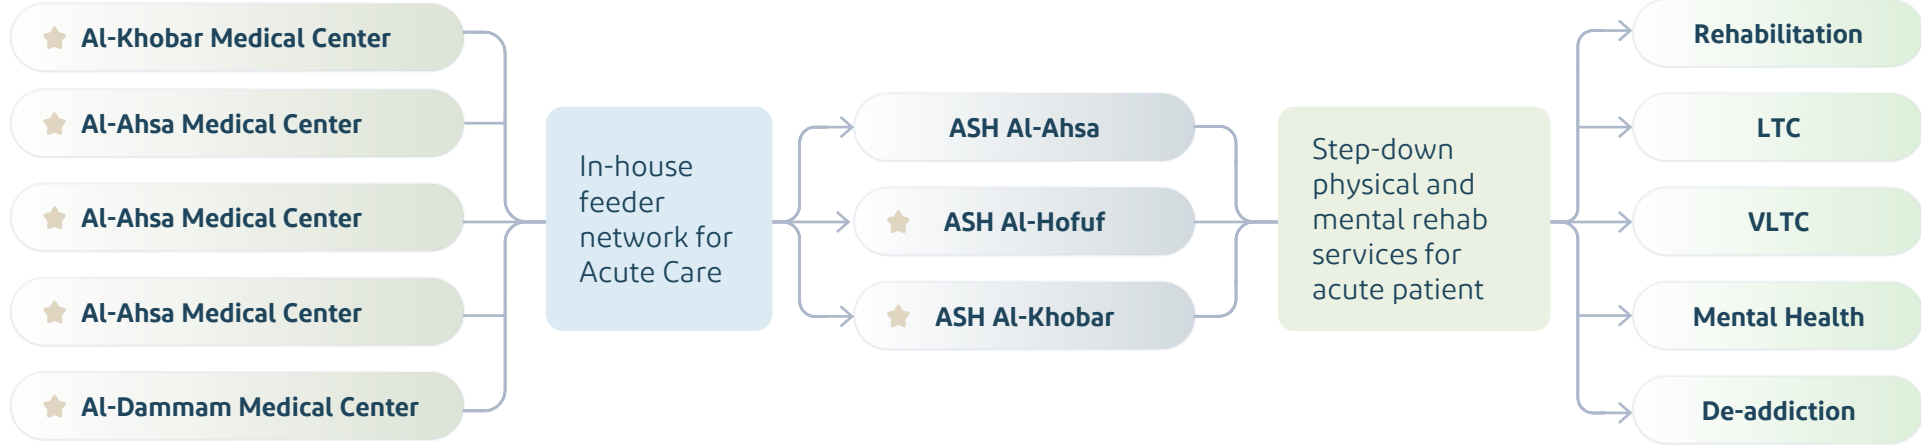 Al-Khobar Medical Center
Al-Ahsa Medical Center
Al-Ahsa Medical Center
Al-Ahsa Medical Center
Al-Dammam Medical Center
In-house
feeder
network for
Acute Care
ASH Al-Ahsa
ASH Al-Hofuf
ASH Al-Khobar
Step-down
physical and
mental rehab
services for
acute patient
Rehabilitation
LTC
VLTC
Mental Health
De-addiction